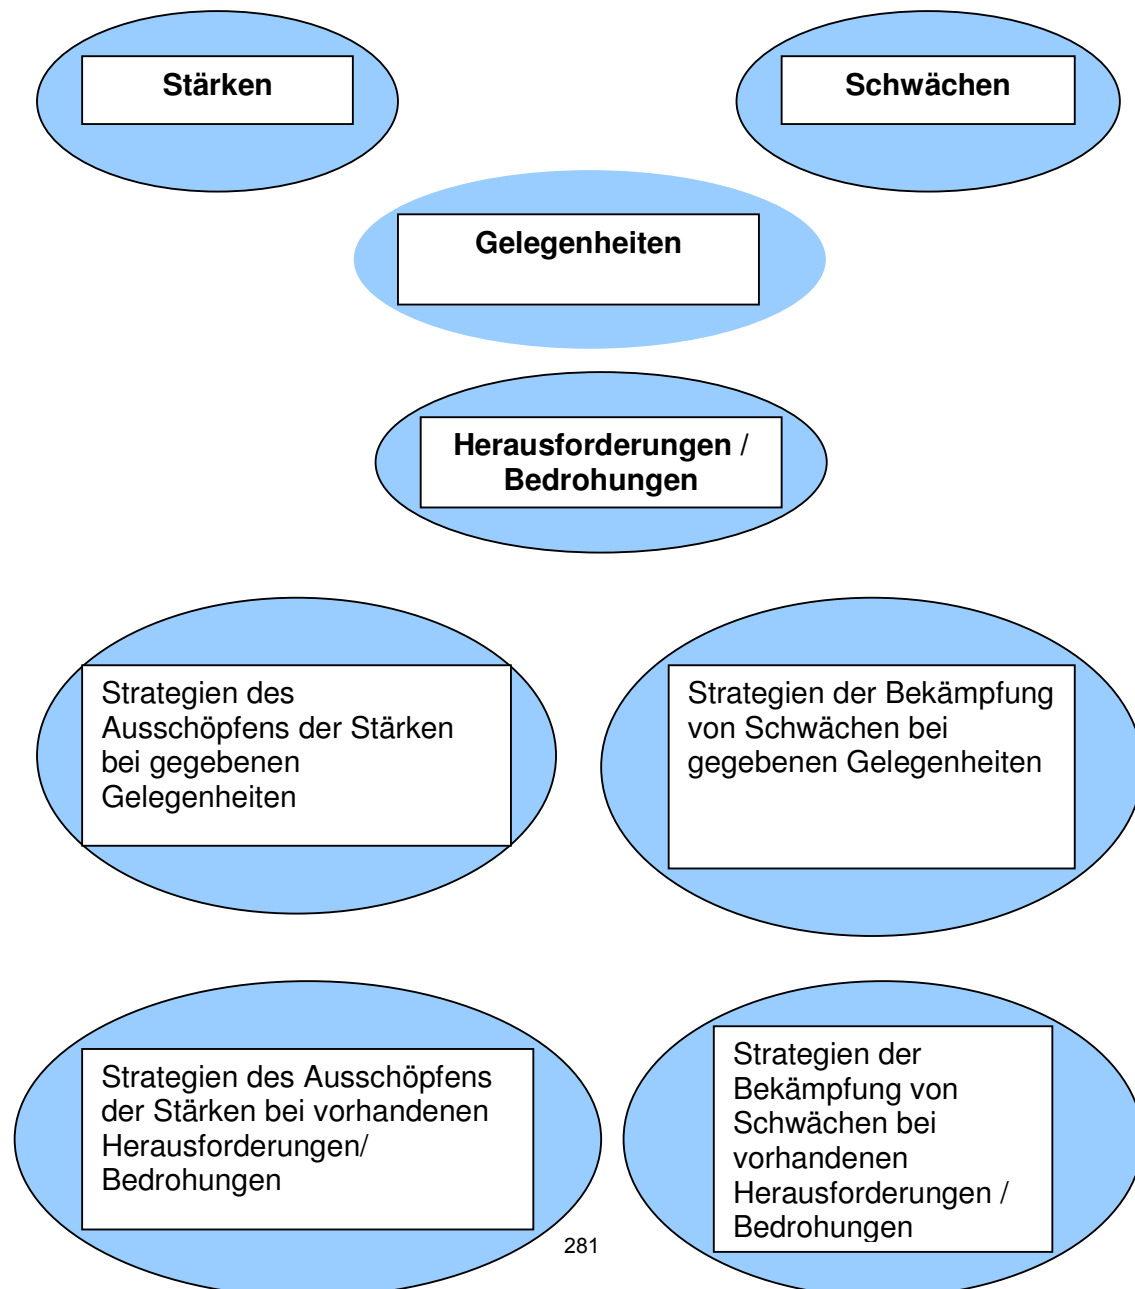 Stärken
Schwächen
Gelegenheiten
Herausforderungen /
Bedrohungen
Strategien des
Ausschöpfens der Stärken
bei gegebenen
Gelegenheiten
Strategien der Bekämpfung
von Schwächen bei
gegebenen Gelegenheiten
Strategien des Ausschöpfens
der Stärken bei vorhandenen
Herausforderungen/
Bedrohungen
Strategien der
Bekämpfung von
Schwächen bei
vorhandenen
Herausforderungen /
Bedrohungen
281